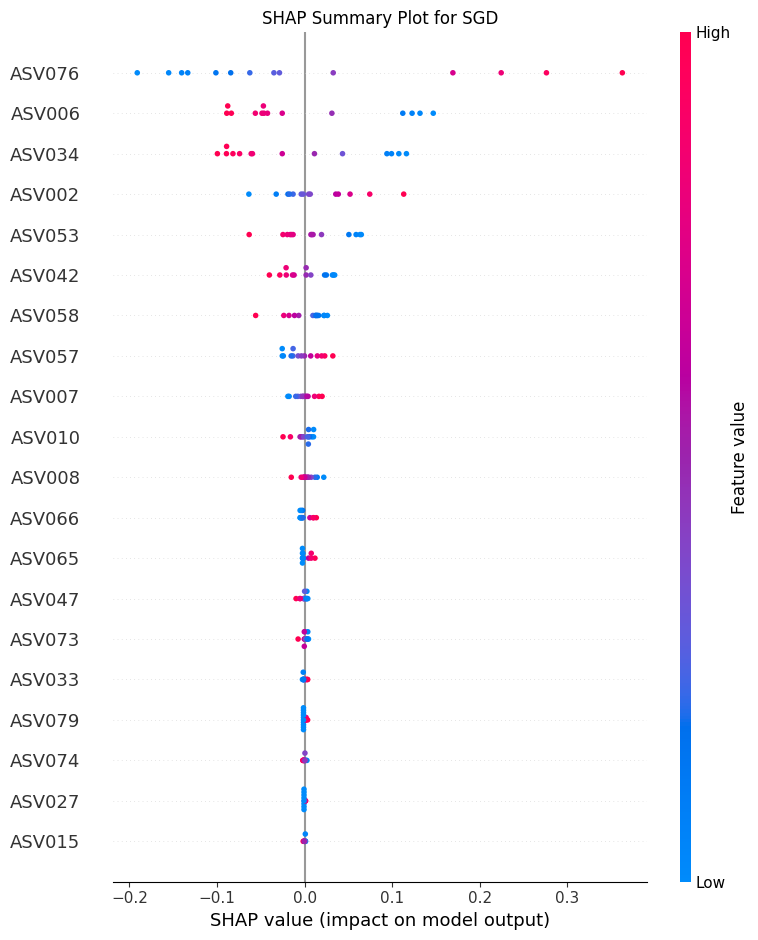 SHAP Summary Plot for SGD
High
ASV076
ASV006
ASV034
ASV002
ASV053
ASV042
ASV058
ASV057
ASV007
ASV010
ASV008
ASV066
ASV065
ASV047
ASV073
ASV033
ASV079
ASV074
ASV027
ASV015
Feature value
Low
−0.2 −0.1 0.0 0.1 0.2 0.3
SHAP value (impact on model output)